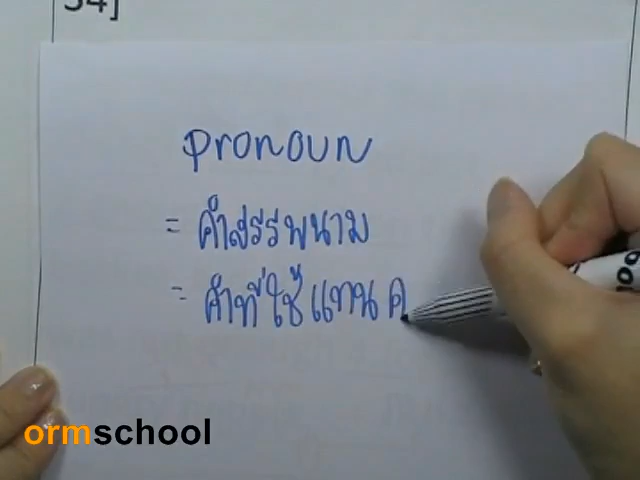 34]
pronoun
= คำสรรพนาม
= คำที่ใช้แทน ค
ormschool